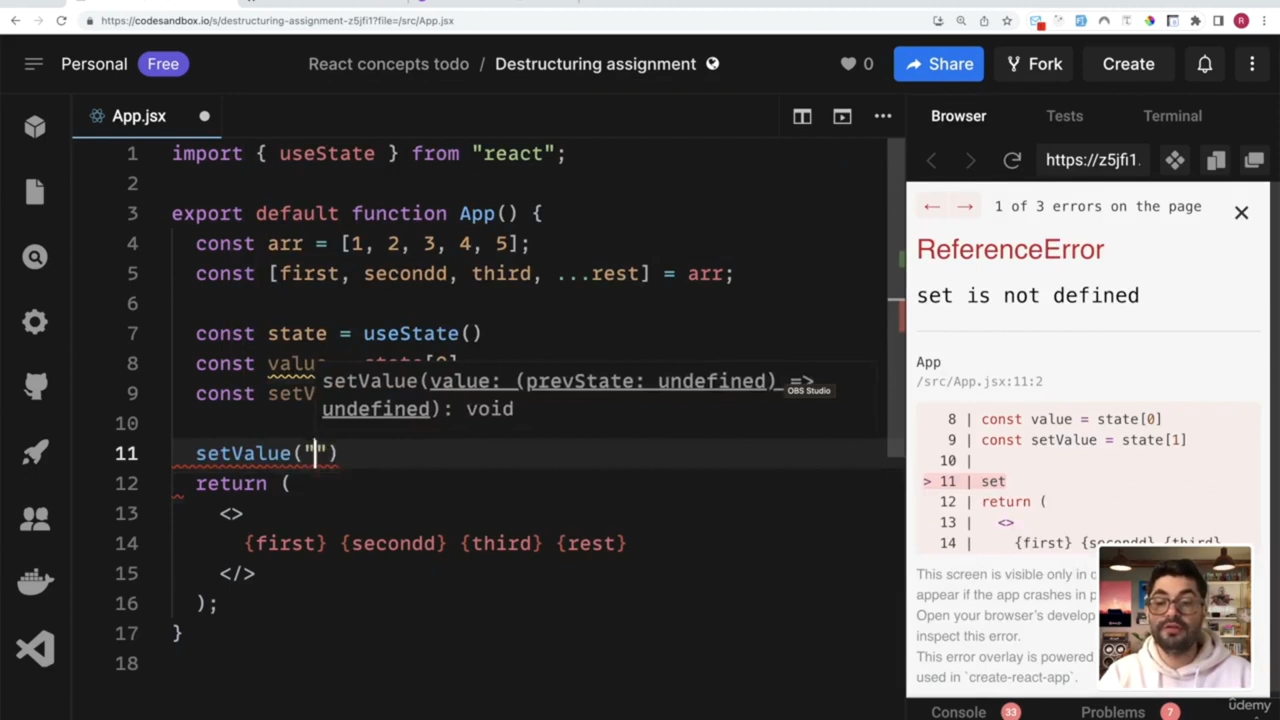 https://codesandbox.io/s/destructuring-assignment-z5jfi1?file=/src/App.jsx
R
Personal Free React concepts todo / Destructuring assignment 0 Share Fork Create
App.jsx
Browser Tests Terminal
https://z5jfi1.
1 import { useState } from "react";
2
3 export default function App() {
4 const arr = [1, 2, 3, 4, 5];
5 const [first, secondd, third, ...rest] = arr;
6
7 const state = useState()
8 const value = state[0]
9 const setV
setValue(value: (prevState: undefined) =>
undefined): void
OBS Studio
10
11 setValue("")
12 return (
13 <>
14 {first} {secondd} {third} {rest}
15 </>
16 );
17 }
18
← → 1 of 3 errors on the page
ReferenceError
set is not defined
App
/src/App.jsx:11:2
8 | const value = state[0]
9 | const setValue = state[1]
10 |
> 11 | set
12 | return (
13 | <>
14 | {first} {secondd} {third}
This screen is visible only in
appear if the app crashes in p
Open your browser's develop
inspect this error.
This error overlay is powered
used in `create-react-app`.
Console 33 Problems 7
ûdemy